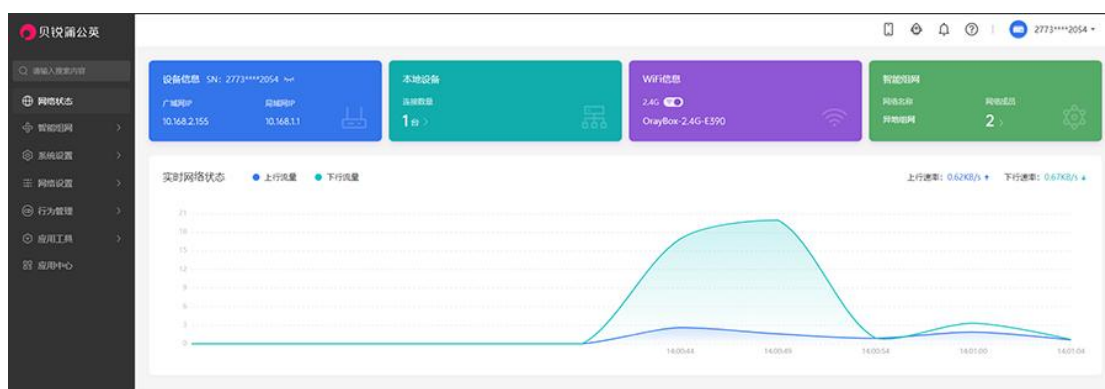 贝锐蒲公英
2773****2054
请输入搜索内容
网络状态
智能组网
系统设置
网络设置
行为管理
应用工具
应用中心
设备信息 SN: 2773****2054
广域网IP 局域网IP
10.168.2.155 10.168.1.1
本地设备
连接数量
1台
WiFi信息
2.4G
OrayBox-2.4G-E390
智能组网
网络名称 网络成员
异地组网 2
实时网络状态 上行流量 下行流量
上行速率: 0.62KB/s 下行速率: 0.67KB/s
21
18
15
12
9
6
3
0
14:00:44 14:00:49 14:00:54 14:01:00 14:01:04